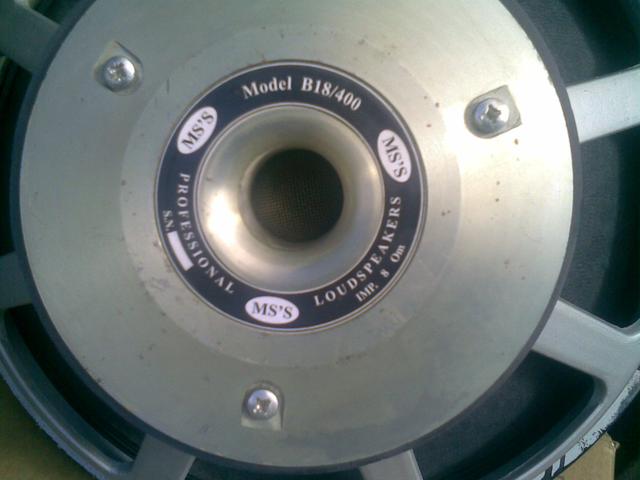 Model B18/400
MS'S
MS'S
PROFESSIONAL
LOUDSPEAKERS
S.N
IMP. 8 Om
MS'S